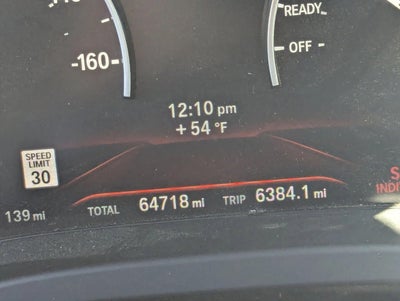 READY
-160-
OFF
12:10 pm
+ 54 °F
SPEED
LIMIT
30
139 mi
TOTAL 64718 mi TRIP 6384.1 mi